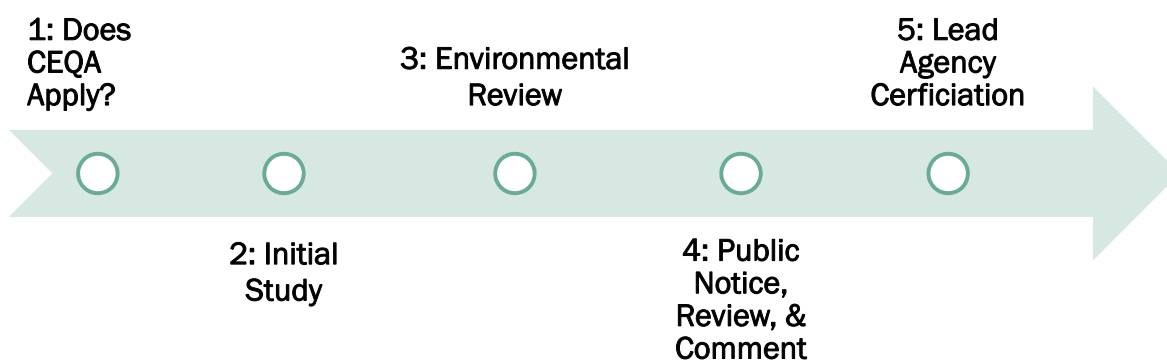 1: Does
CEQA
Apply?
2: Initial
Study
3: Environmental
Review
4: Public
Notice,
Review, &
Comment
5: Lead
Agency
Cerficiation